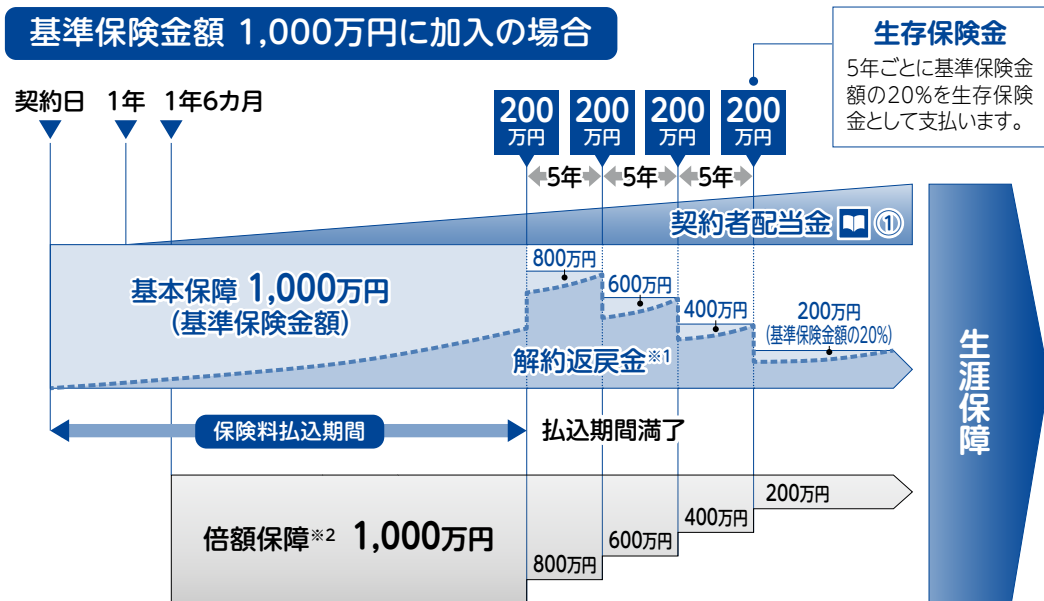 基準保険金額 1,000万円に加入の場合
生存保険金
5年ごとに基準保険金
額の20%を生存保険
金として支払います。
契約日 1年 1年6カ月
200 200 200 200
万円 万円 万円 万円
5年 5年 5年
契約者配当金 ①
800万円
600万円
400万円
200万円
(基準保険金額の20%)
基本保障 1,000万円
(基準保険金額)
解約返戻金※1
保険料払込期間
払込期間満了
倍額保障※2 1,000万円
800万円
600万円
400万円
200万円
生涯保障